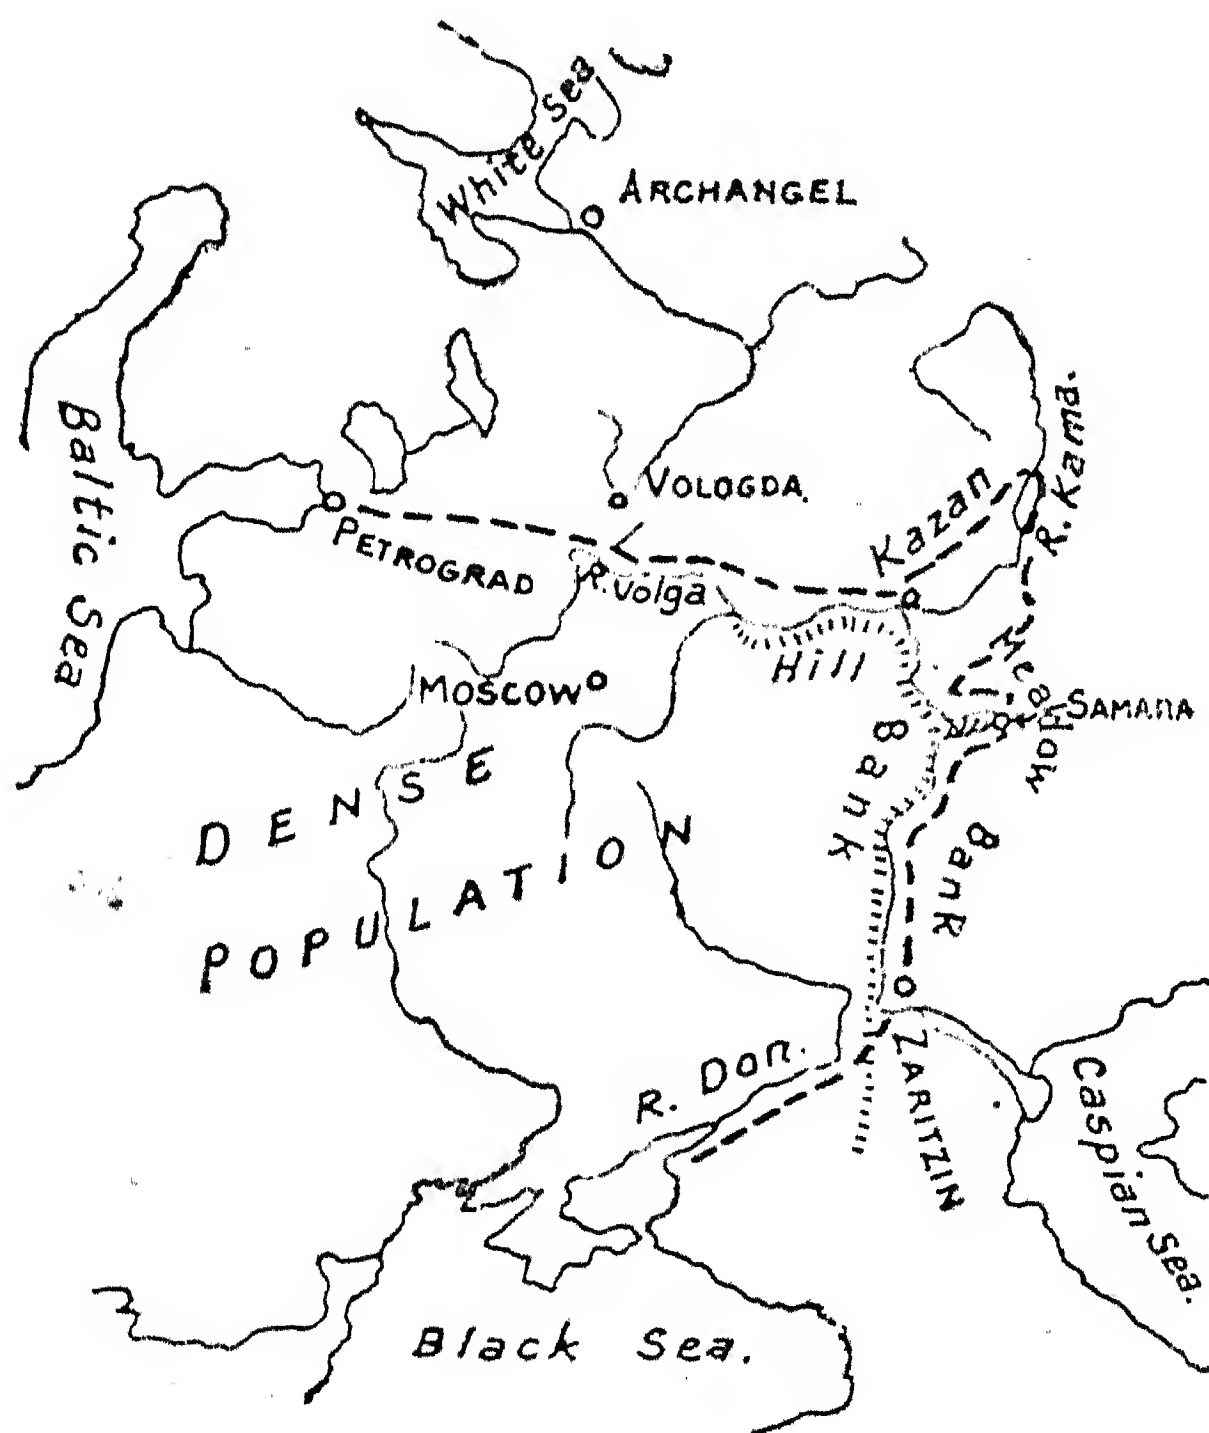 White Sea
ARCHANGEL
Baltic Sea
R. Kama.
VOLOGDA.
Kazan
PETROGRAD
R. Volga
Hill
Bank
Meadow
Bank
MOSCOW
SAMARA
DENSE
POPULATION
R. Don.
ZARITZIN
Caspian Sea.
Black Sea.